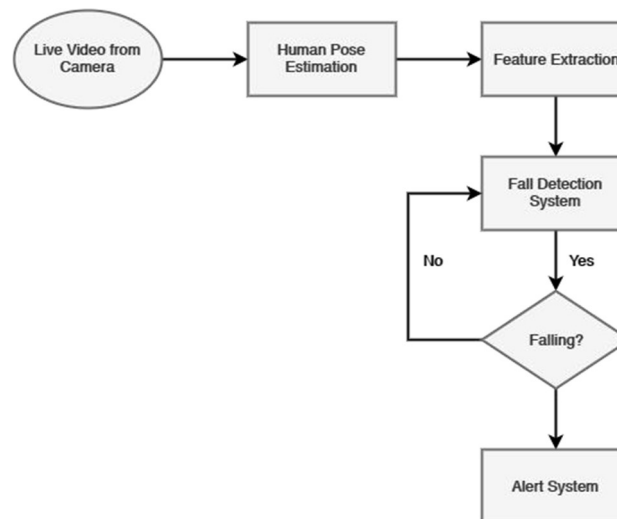 Live Video from
Camera
Human Pose
Estimation
Feature Extraction
Fall Detection
System
No
Yes
Falling?
Alert System